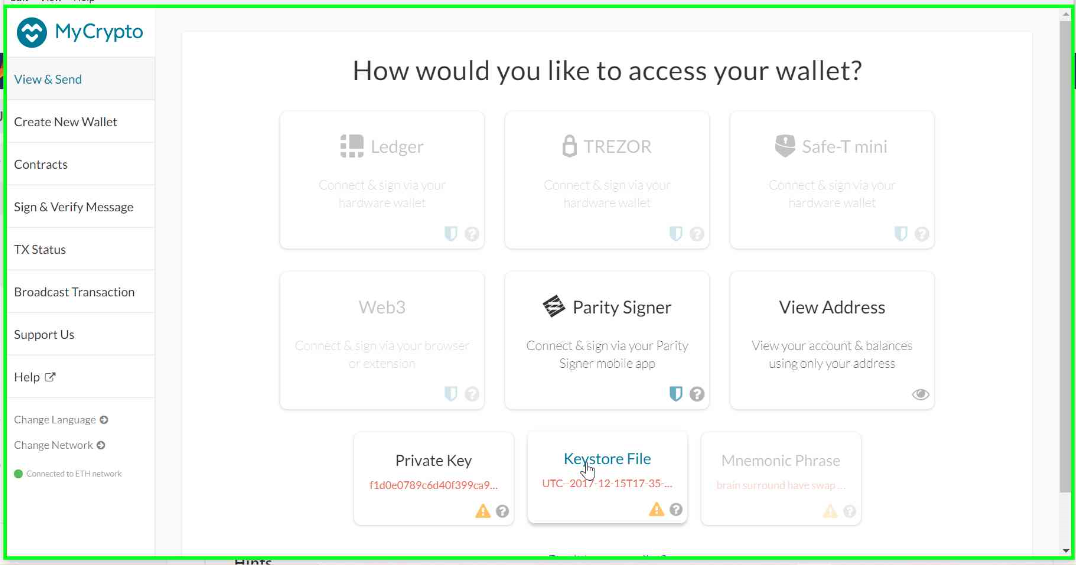 MyCrypto
View & Send
Create New Wallet
Contracts
Sign & Verify Message
TX Status
Broadcast Transaction
Support Us
Help
Change Language
Change Network
Connected to ETH network
How would you like to access your wallet?
Ledger
Connect & sign via your
hardware wallet
TREZOR
Connect & sign via your
hardware wallet
Safe-T mini
Connect & sign via your
hardware wallet
Web3
Connect & sign via your browser
or extension
Parity Signer
Connect & sign via your Parity
Signer mobile app
View Address
View your account & balances
using only your address
Private Key
f1d0e0789c6d40f399ca9...
Keystore File
UTC--2017-12-15T17-35-...
Mnemonic Phrase
brain surround have swap ...